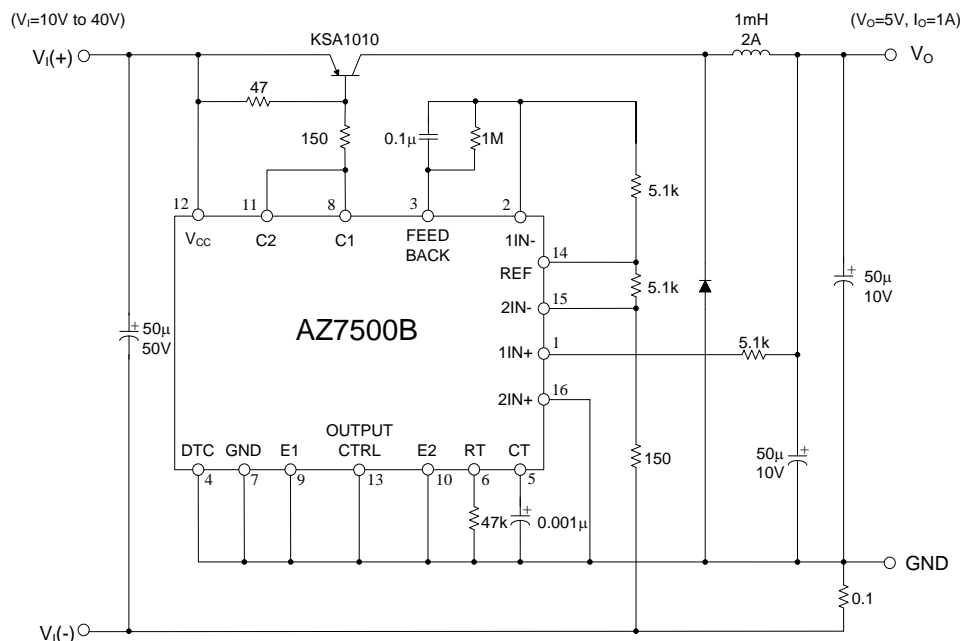 (VI=10V to 40V)
1mH
2A
(VO=5V, IO=1A)
VI(+)
KSA1010
VO
47
150
0.1µ
1M
5.1k
12
11
8
3
2
VCC
C2
C1
FEED
BACK
1IN-
REF
14
5.1k
2IN-
15
50µ
10V
AZ7500B
50µ
50V
1IN+
1
5.1k
2IN+
16
DTC
GND
E1
OUTPUT
CTRL
E2
RT
CT
150
50µ
10V
4
7
9
13
10
6
5
47k
0.001µ
GND
0.1
VI(-)